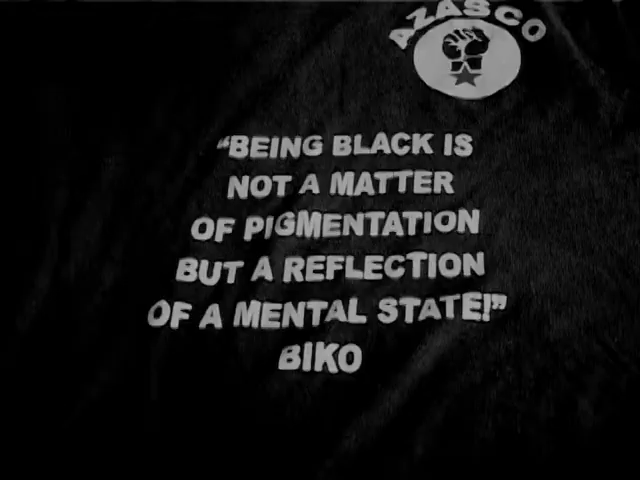 AZASCO
“BEING BLACK IS
NOT A MATTER
OF PIGMENTATION
BUT A REFLECTION
OF A MENTAL STATE!”
BIKO